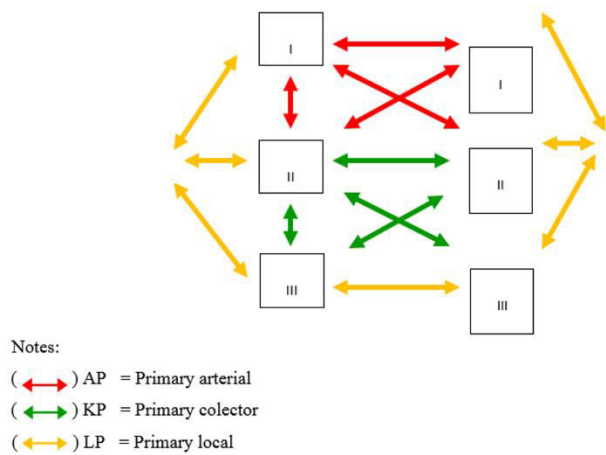 I
I
II
II
III
III
Notes:
( ) AP = Primary arterial
( ) KP = Primary colector
( ) LP = Primary local